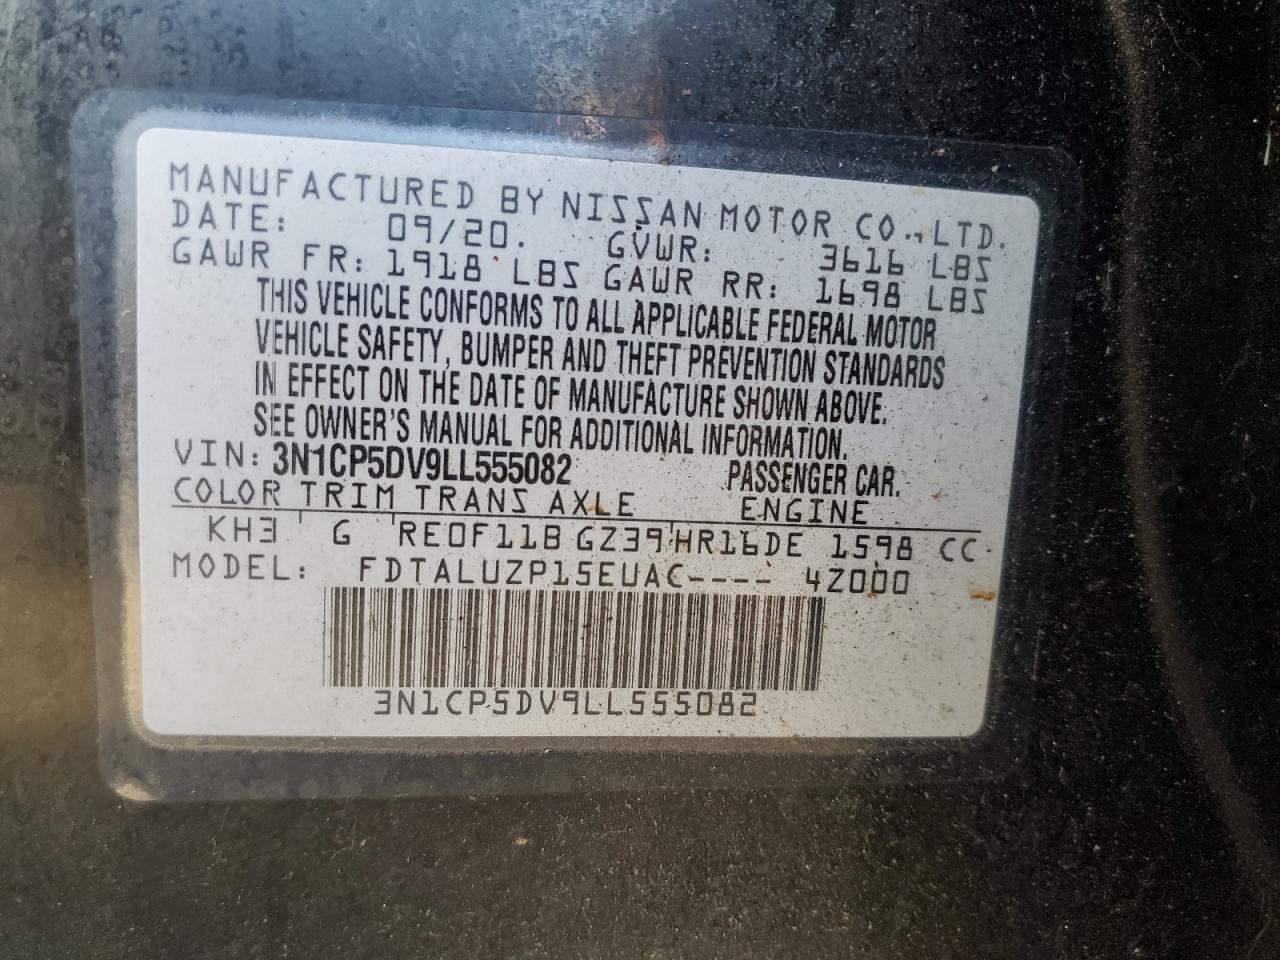 MANUFACTURED BY NISSAN MOTOR CO., LTD.
DATE: 09/20. GVWR: 3616 LBS
GAWR FR: 1918 LBS GAWR RR: 1698 LBS
THIS VEHICLE CONFORMS TO ALL APPLICABLE FEDERAL MOTOR
VEHICLE SAFETY, BUMPER AND THEFT PREVENTION STANDARDS
IN EFFECT ON THE DATE OF MANUFACTURE SHOWN ABOVE.
SEE OWNER'S MANUAL FOR ADDITIONAL INFORMATION.
VIN: 3N1CP5DV9LL555082 PASSENGER CAR.
COLOR TRIM TRANS AXLE ENGINE
KH3 G RE0F11B GZ39 HR16DE 1598 CC
MODEL: FDTALUZP15EUAC---- 4Z000
3N1CP5DV9LL555082